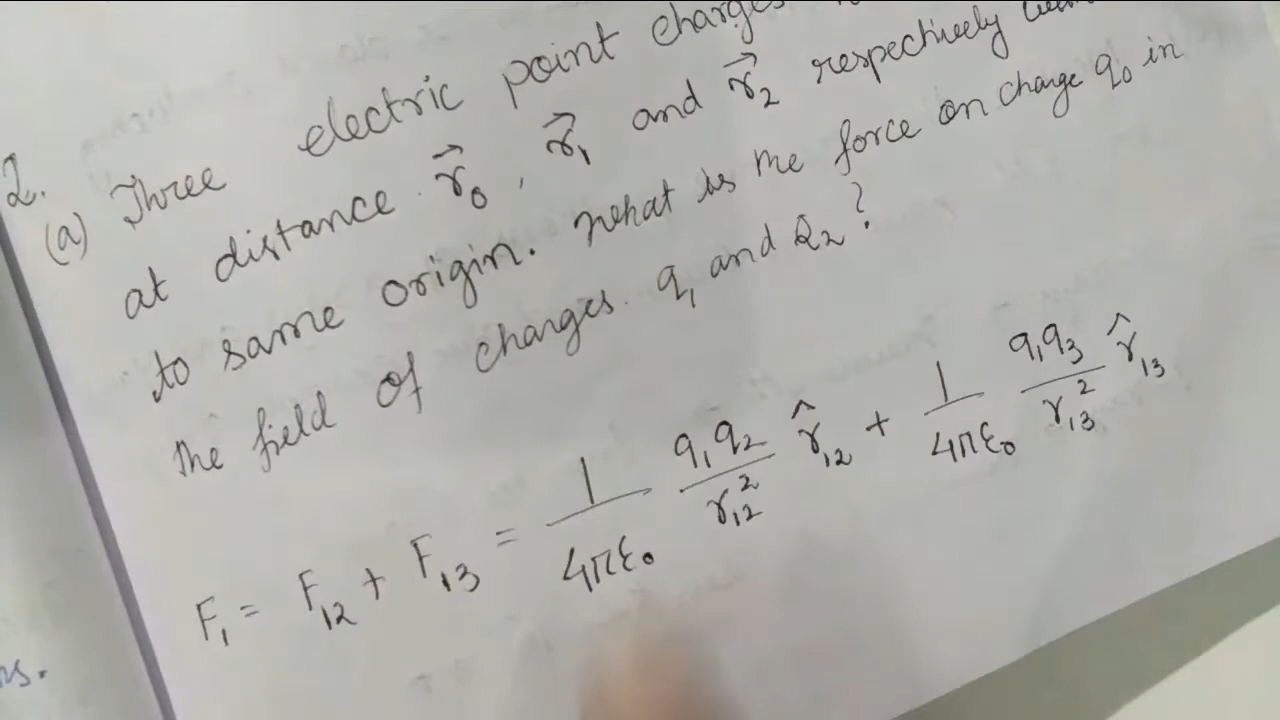 2.
(a) Three electric point charges
at distance r⃗₀, r⃗₁ and r⃗₂ respectively
to same origin. What is the force on charge q₀ in
the field of charges q₁ and Q₂?
F₁ = F₁₂ + F₁₃ = 1/4πε₀ q₁q₂/r₁₂² r̂₁₂ + 1/4πε₀ q₁q₃/r₁₃² r̂₁₃